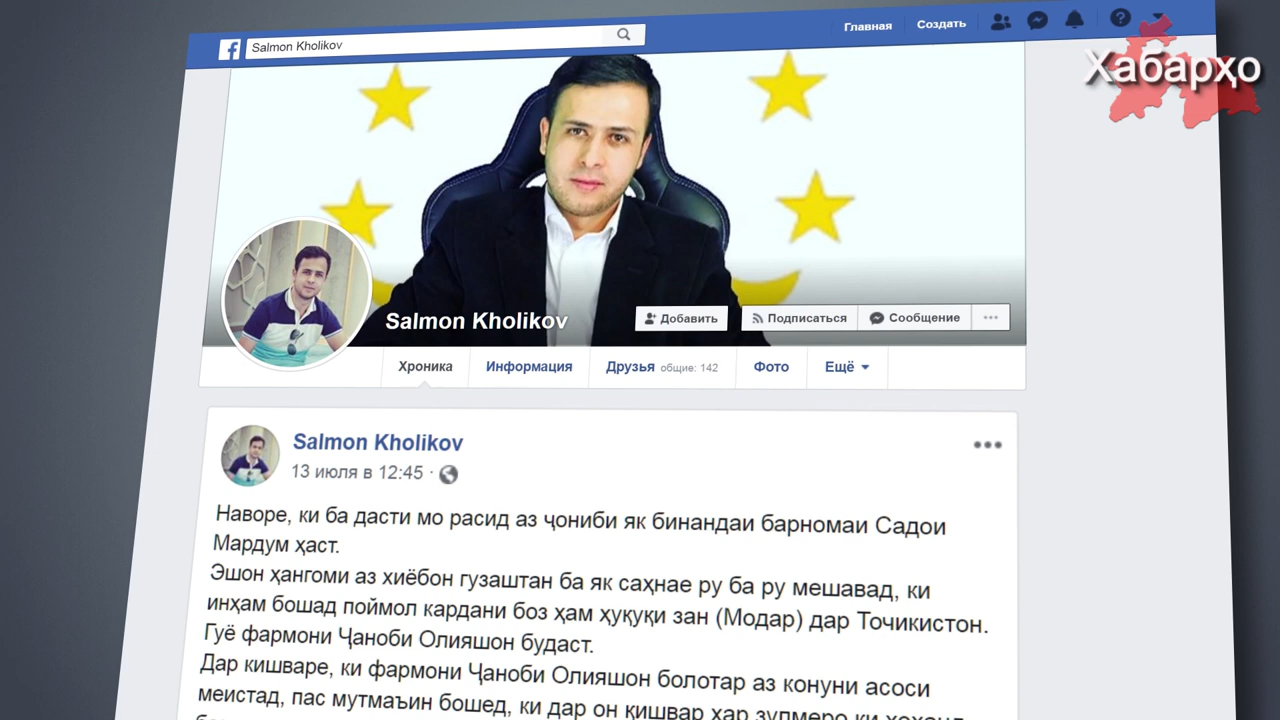 Salmon Kholikov
Главная
Создать
Хабарҳо
Salmon Kholikov
Добавить
Подписаться
Сообщение
Хроника
Информация
Друзья общие: 142
Фото
Ещё
Salmon Kholikov
13 июля в 12:45
Наворе, ки ба дасти мо расид аз ҷониби як бинандаи барномаи Садои
Мардум ҳаст.
Эшон ҳангоми аз хиёбон гузаштан ба як саҳнае ру ба ру мешавад, ки
инҳам бошад поймол кардани боз ҳам ҳуқуқи зан (Модар) дар Точикистон.
Гуё фармони Ҷаноби Олияшон будаст.
Дар кишваре, ки фармони Ҷаноби Олияшон болотар аз конуни асоси
меистад, пас мутмаъин бошед, ки дар он қишвар хар зулмеро ки хоханд